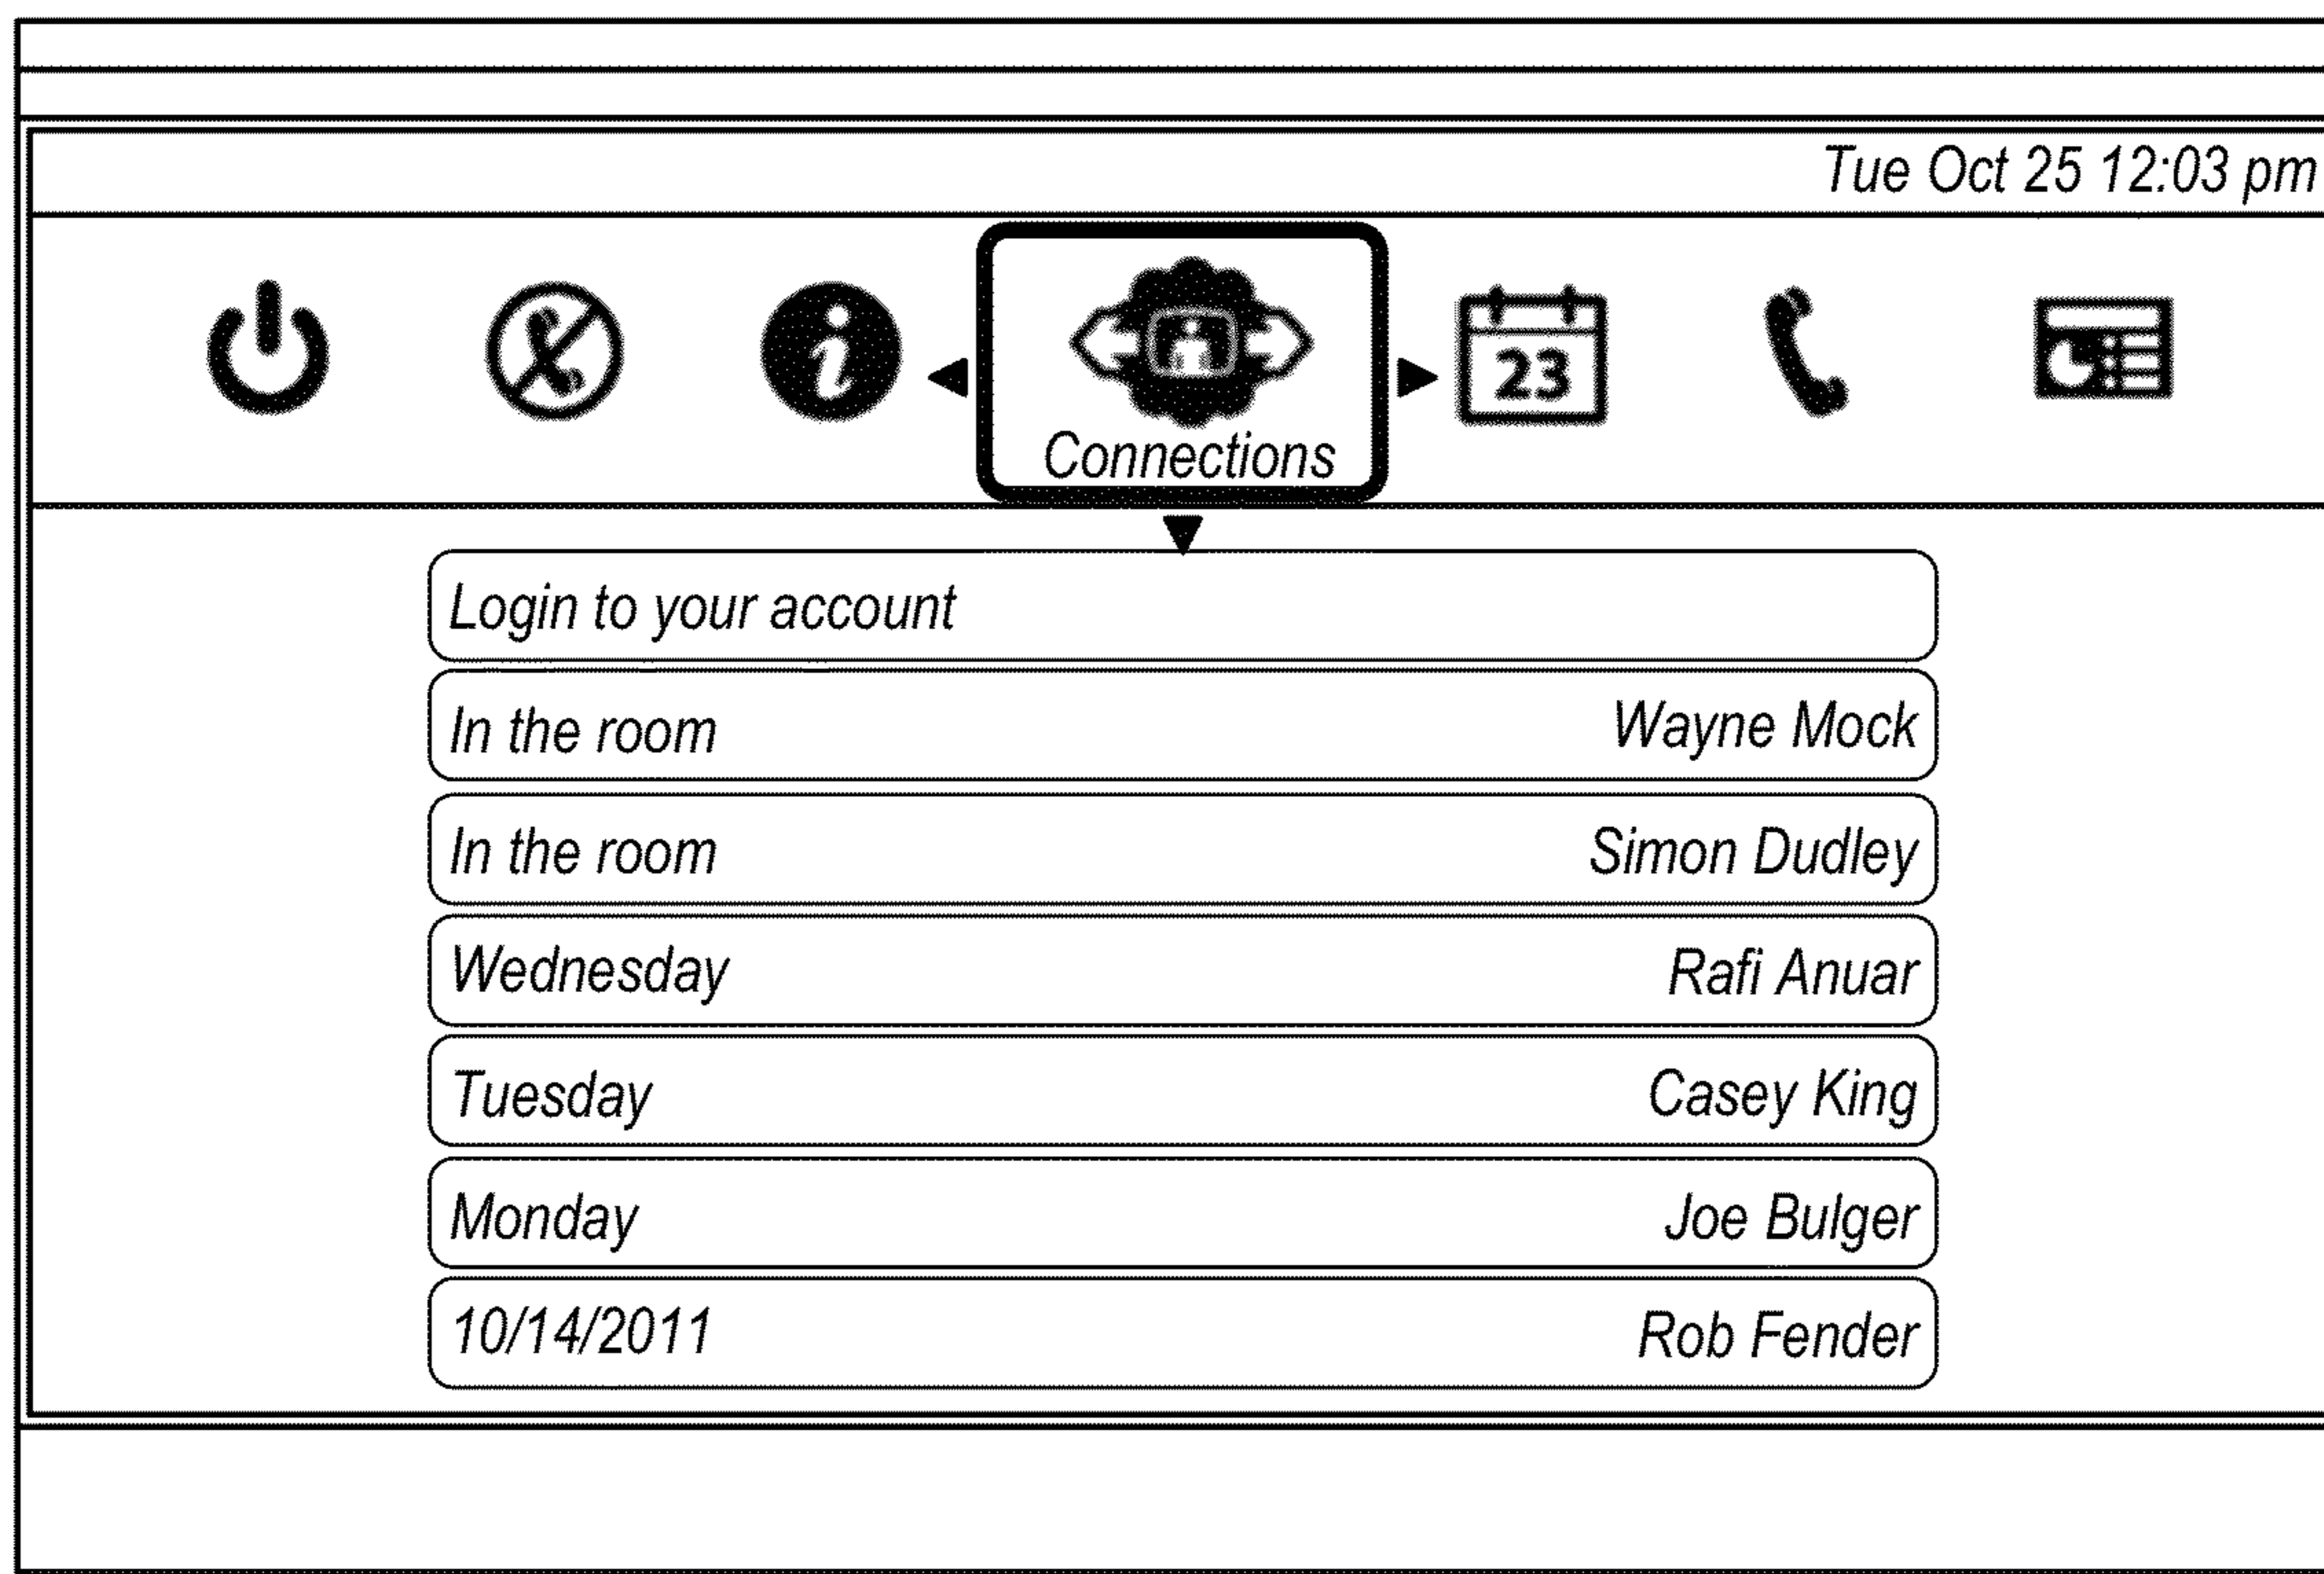 Tue Oct 25 12:03 pm
i
23
Connections
Login to your account
In the room Wayne Mock
In the room Simon Dudley
Wednesday Rafi Anuar
Tuesday Casey King
Monday Joe Bulger
10/14/2011 Rob Fender